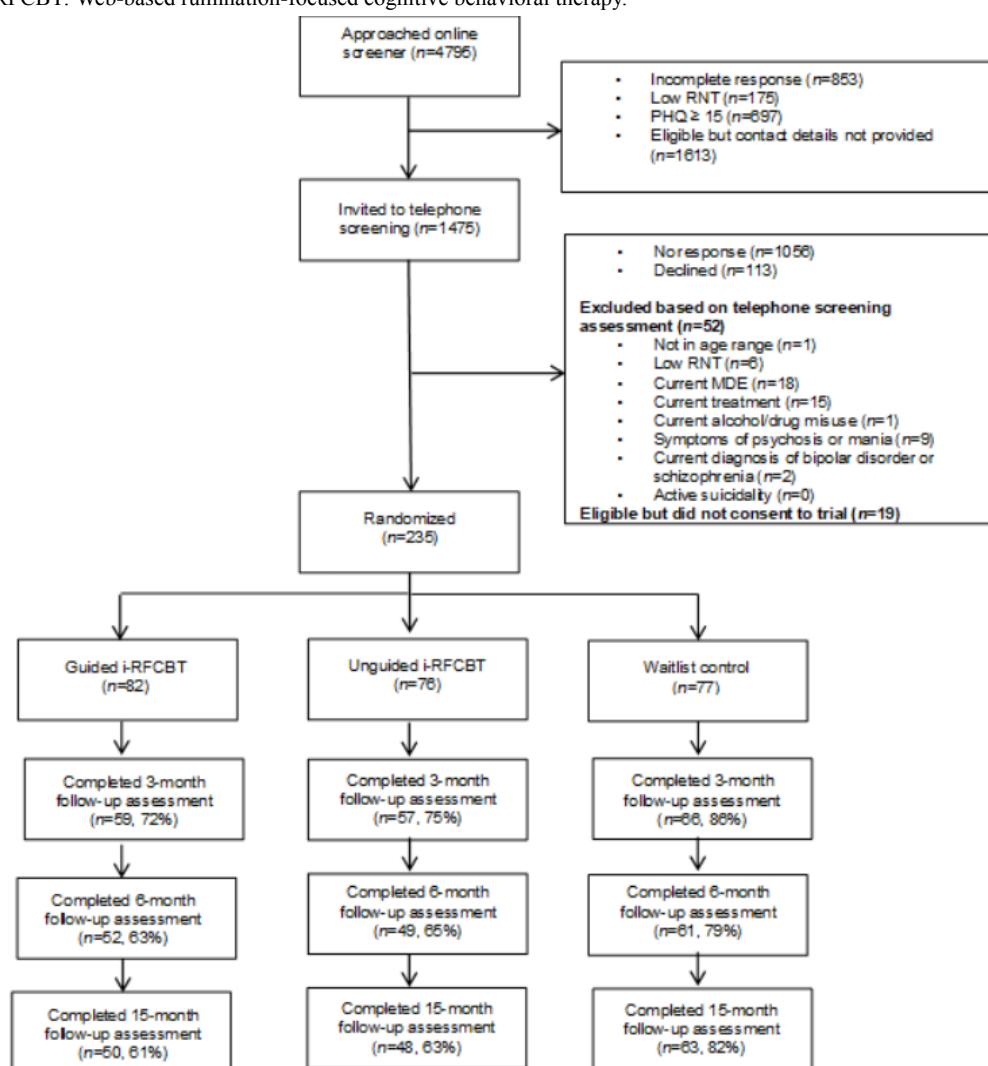 RFCBT: Web-based rumination-focused cognitive behavioral therapy.
Approached online
screener (n=4795)
• Incomplete response (n=853)
• Low RNT (n=175)
• PHQ ≥ 15 (n=697)
• Eligible but contact details not provided
(n=1613)
Invited to telephone
screening (n=1475)
• No response (n=1056)
• Declined (n=113)
Excluded based on telephone screening
assessment (n=52)
• Not in age range (n=1)
• Low RNT (n=6)
• Current MDE (n=18)
• Current treatment (n=15)
• Current alcohol/drug misuse (n=1)
• Symptoms of psychosis or mania (n=9)
• Current diagnosis of bipolar disorder or
schizophrenia (n=2)
• Active suicidality (n=0)
Eligible but did not consent to trial (n=19)
Randomized
(n=235)
Guided i-RFCBT
(n=82)
Unguided i-RFCBT
(n=76)
Waitlist control
(n=77)
Completed 3-month
follow-up assessment
(n=59, 72%)
Completed 3-month
follow-up assessment
(n=57, 75%)
Completed 3-month
follow-up assessment
(n=66, 86%)
Completed 6-month
follow-up assessment
(n=52, 63%)
Completed 6-month
follow-up assessment
(n=49, 65%)
Completed 6-month
follow-up assessment
(n=61, 79%)
Completed 15-month
follow-up assessment
(n=50, 61%)
Completed 15-month
follow-up assessment
(n=48, 63%)
Completed 15-month
follow-up assessment
(n=63, 82%)